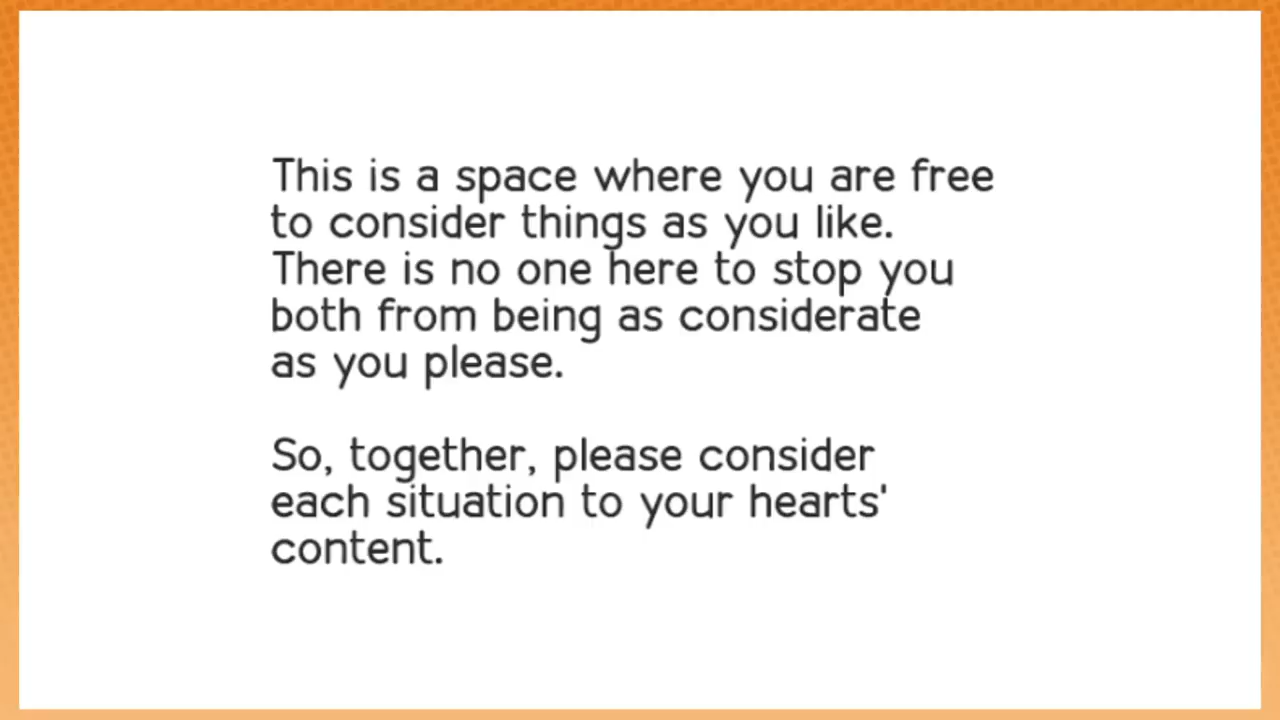 This is a space where you are free
to consider things as you like.
There is no one here to stop you
both from being as considerate
as you please.
So, together, please consider
each situation to your hearts'
content.